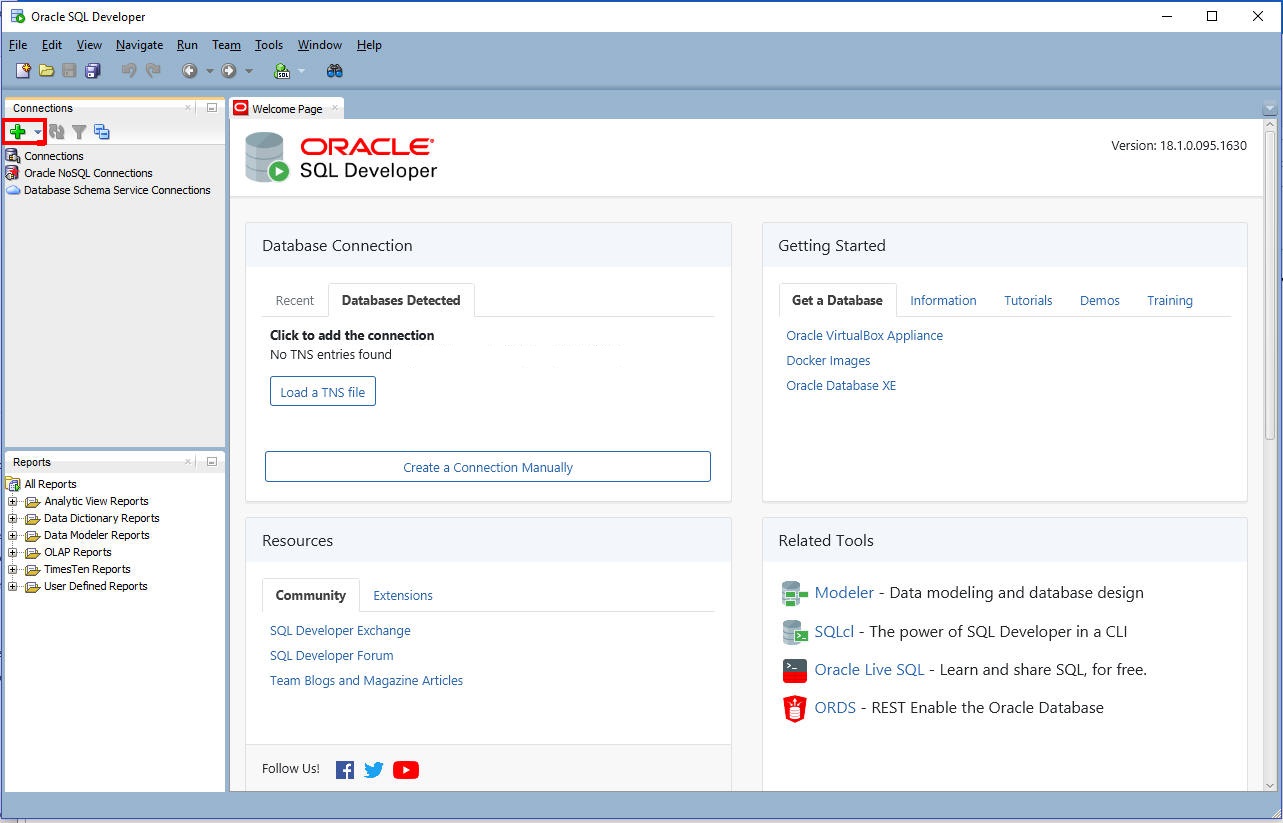 Oracle SQL Developer
File Edit View Navigate Run Team Tools Window Help
SQL
Connections
Connections
Oracle NoSQL Connections
Database Schema Service Connections
Reports
All Reports
Analytic View Reports
Data Dictionary Reports
Data Modeler Reports
OLAP Reports
TimesTen Reports
User Defined Reports
Welcome Page
ORACLE
SQL Developer
Version: 18.1.0.095.1630
Database Connection
Recent Databases Detected
Click to add the connection
No TNS entries found
Load a TNS file
Create a Connection Manually
Getting Started
Get a Database Information Tutorials Demos Training
Oracle VirtualBox Appliance
Docker Images
Oracle Database XE
Resources
Community Extensions
SQL Developer Exchange
SQL Developer Forum
Team Blogs and Magazine Articles
Follow Us!
Related Tools
Modeler - Data modeling and database design
SQLcl - The power of SQL Developer in a CLI
Oracle Live SQL - Learn and share SQL, for free.
ORDS - REST Enable the Oracle Database